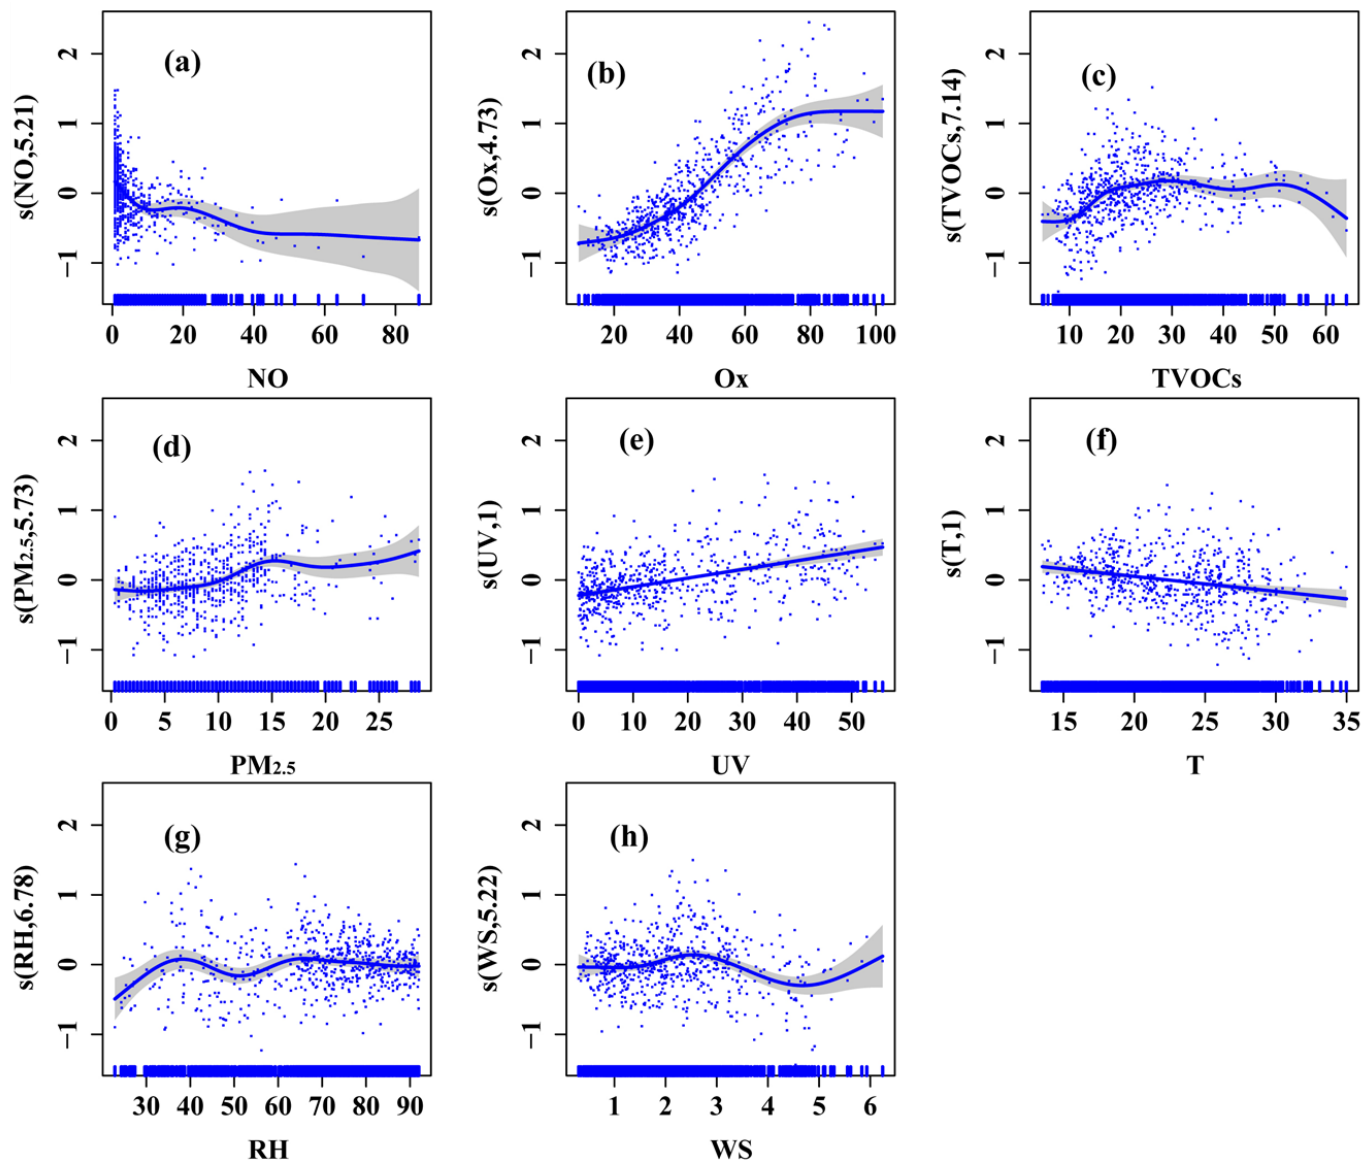 (a)
s(NO,5.21)
2
1
0
−1
0 20 40 60 80
NO
(b)
s(Ox,4.73)
2
1
0
−1
20 40 60 80 100
Ox
(c)
s(TVOCs,7.14)
2
1
0
−1
10 20 30 40 50 60
TVOCs
(d)
s(PM2.5,5.73)
2
1
0
−1
0 5 10 15 20 25
PM2.5
(e)
s(UV,1)
2
1
0
−1
0 10 20 30 40 50
UV
(f)
s(T,1)
2
1
0
−1
15 20 25 30 35
T
(g)
s(RH,6.78)
2
1
0
−1
30 40 50 60 70 80 90
RH
(h)
s(WS,5.22)
2
1
0
−1
1 2 3 4 5 6
WS